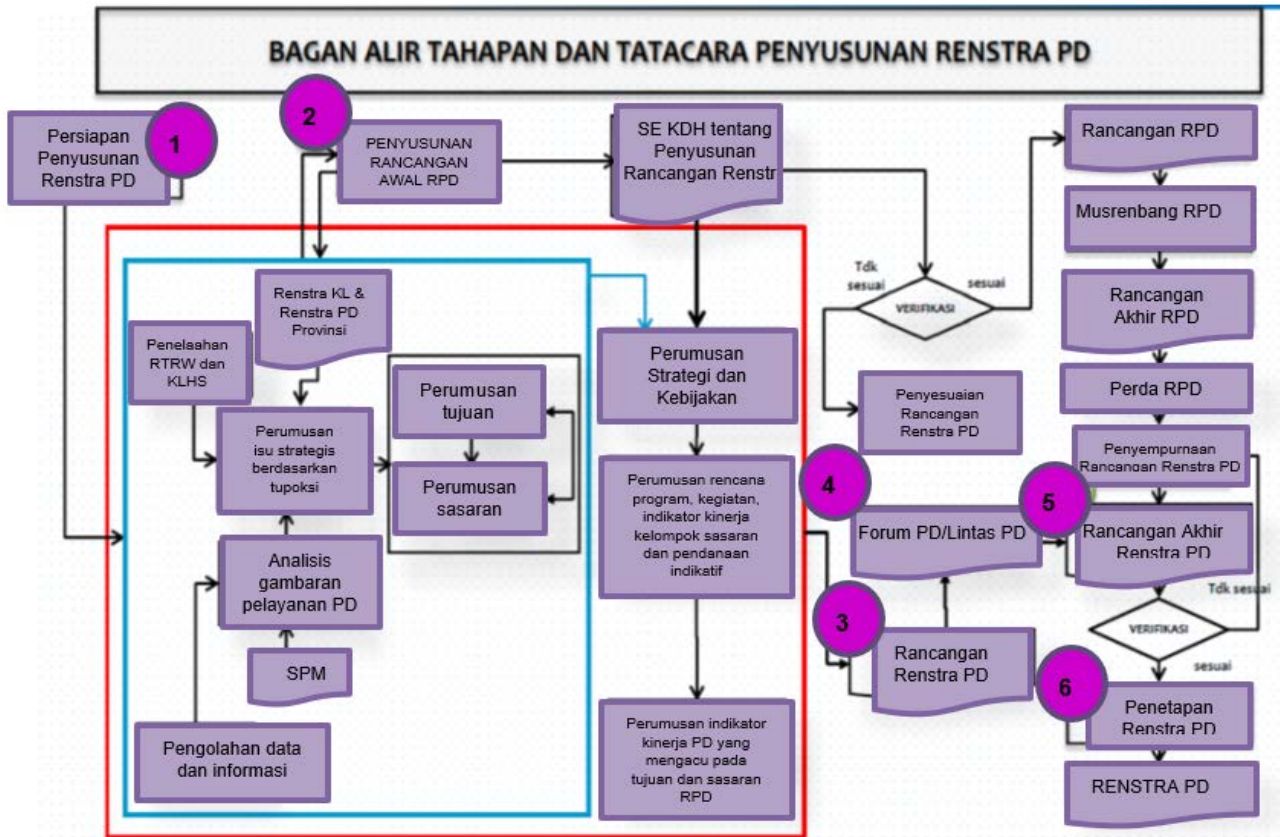 BAGAN ALIR TAHAPAN DAN TATACARA PENYUSUNAN RENSTRA PD
1
Persiapan
Penyusunan
Renstra PD
2
PENYUSUNAN
RANCANGAN
AWAL RPD
SE KDH tentang
Penyusunan
Rancangan Renstr
Rancangan RPD
Musrenbang RPD
Rancangan
Akhir RPD
Perda RPD
Penyempurnaan
Rancangan Renstra PD
Tdk
sesuai
sesuai
VERIFIKASI
Penyesuaian
Rancangan
Renstra PD
Renstra KL &
Renstra PD
Provinsi
Penelaahan
RTRW dan
KLHS
Perumusan
isu strategis
berdasarkan
tupoksi
Perumusan
tujuan
Perumusan
sasaran
Analisis
gambaran
pelayanan PD
SPM
Pengolahan data
dan informasi
Perumusan
Strategi dan
Kebijakan
Perumusan rencana
program, kegiatan,
indikator kinerja
kelompok sasaran
dan pendanaan
indikatif
Perumusan indikator
kinerja PD yang
mengacu pada
tujuan dan sasaran
RPD
3
Rancangan
Renstra PD
4
Forum PD/Lintas PD
5
Rancangan Akhir
Renstra PD
Tdk sesuai
VERIFIKASI
sesuai
6
Penetapan
Renstra PD
RENSTRA PD